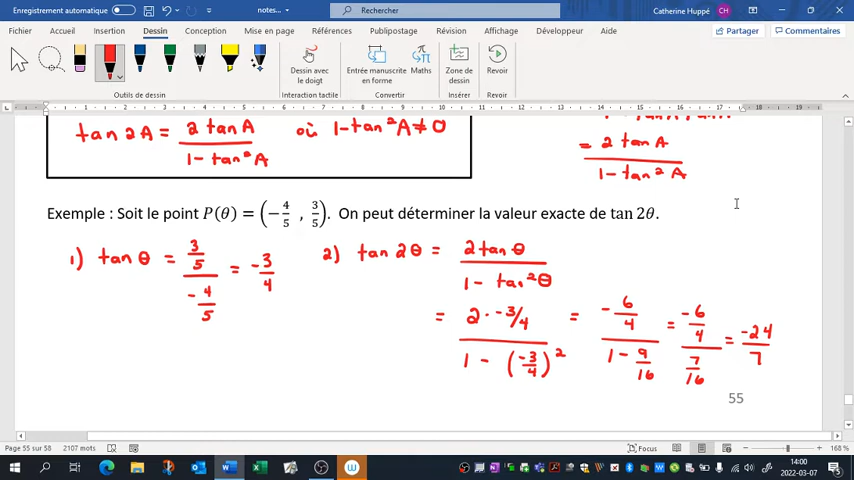 Enregistrement automatique
notes...
Rechercher
Catherine Huppé
CH
Fichier Accueil Insertion Dessin Conception Mise en page Références Publipostage Révision Affichage Développeur Aide Partager Commentaires
Dessin avec le doigt
Entrée manuscrite en forme
Maths
Zone de dessin
Revoir
Outils de dessin
Interaction tactile
Convertir
Insérer
Revoir
tan 2A = 2 tan A / 1 - tan²A où 1-tan²A ≠ 0
= 2 tan A / 1 - tan² A
Exemple : Soit le point P(θ) = (−4/5 , 3/5). On peut déterminer la valeur exacte de tan 2θ.
1) tan θ = 3/5 / -4/5 = -3/4
2) tan 2θ = 2 tan θ / 1 - tan²θ
= 2 · -3/4 / 1 - (-3/4)² = -6/4 / 1 - 9/16 = -6/4 / 7/16 = -24/7
55
Page 55 sur 58
2107 mots
Focus
168 %
14:00
2022-03-07